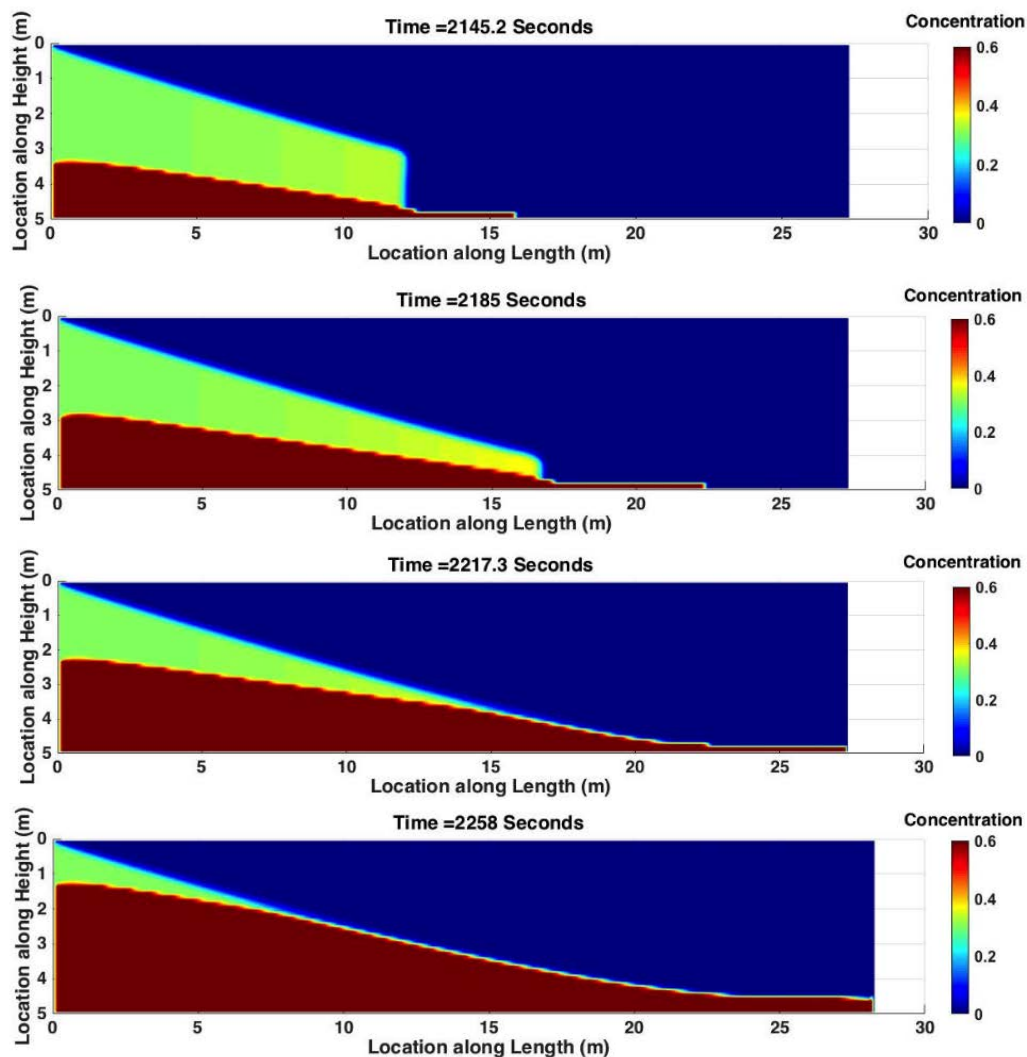 Time =2145.2 Seconds
Concentration
Location along Height (m)
0
1
2
3
4
5
0 5 10 15 20 25 30
Location along Length (m)
0.6
0.4
0.2
0
Time =2185 Seconds
Concentration
Location along Height (m)
0
1
2
3
4
5
0 5 10 15 20 25 30
Location along Length (m)
0.6
0.4
0.2
0
Time =2217.3 Seconds
Concentration
Location along Height (m)
0
1
2
3
4
5
0 5 10 15 20 25 30
Location along Length (m)
0.6
0.4
0.2
0
Time =2258 Seconds
Concentration
Location along Height (m)
0
1
2
3
4
5
0 5 10 15 20 25 30
Location along Length (m)
0.6
0.4
0.2
0